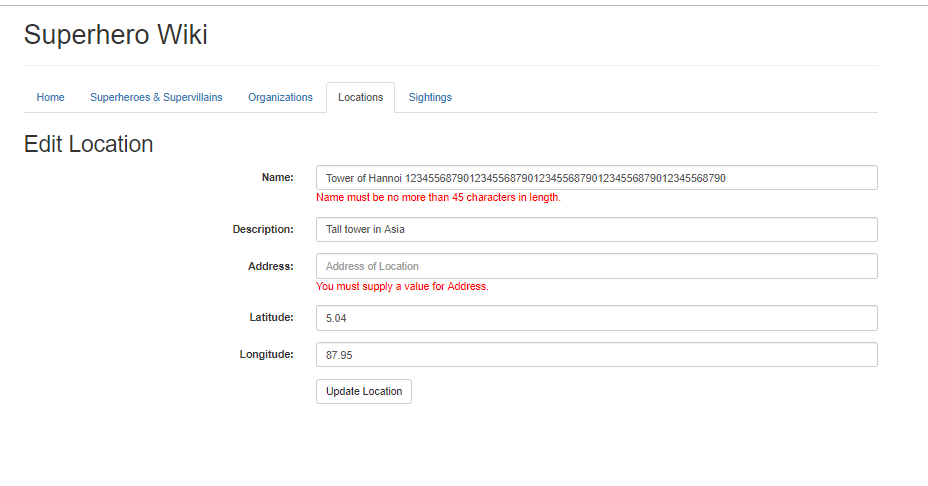 Superhero Wiki
Home Superheroes & Supervillains Organizations Locations Sightings
Edit Location
Name: Tower of Hannoi 1234556879012345568790123455687901234556879012345568790
Name must be no more than 45 characters in length.
Description: Tall tower in Asia
Address: Address of Location
You must supply a value for Address.
Latitude: 5.04
Longitude: 87.95
Update Location